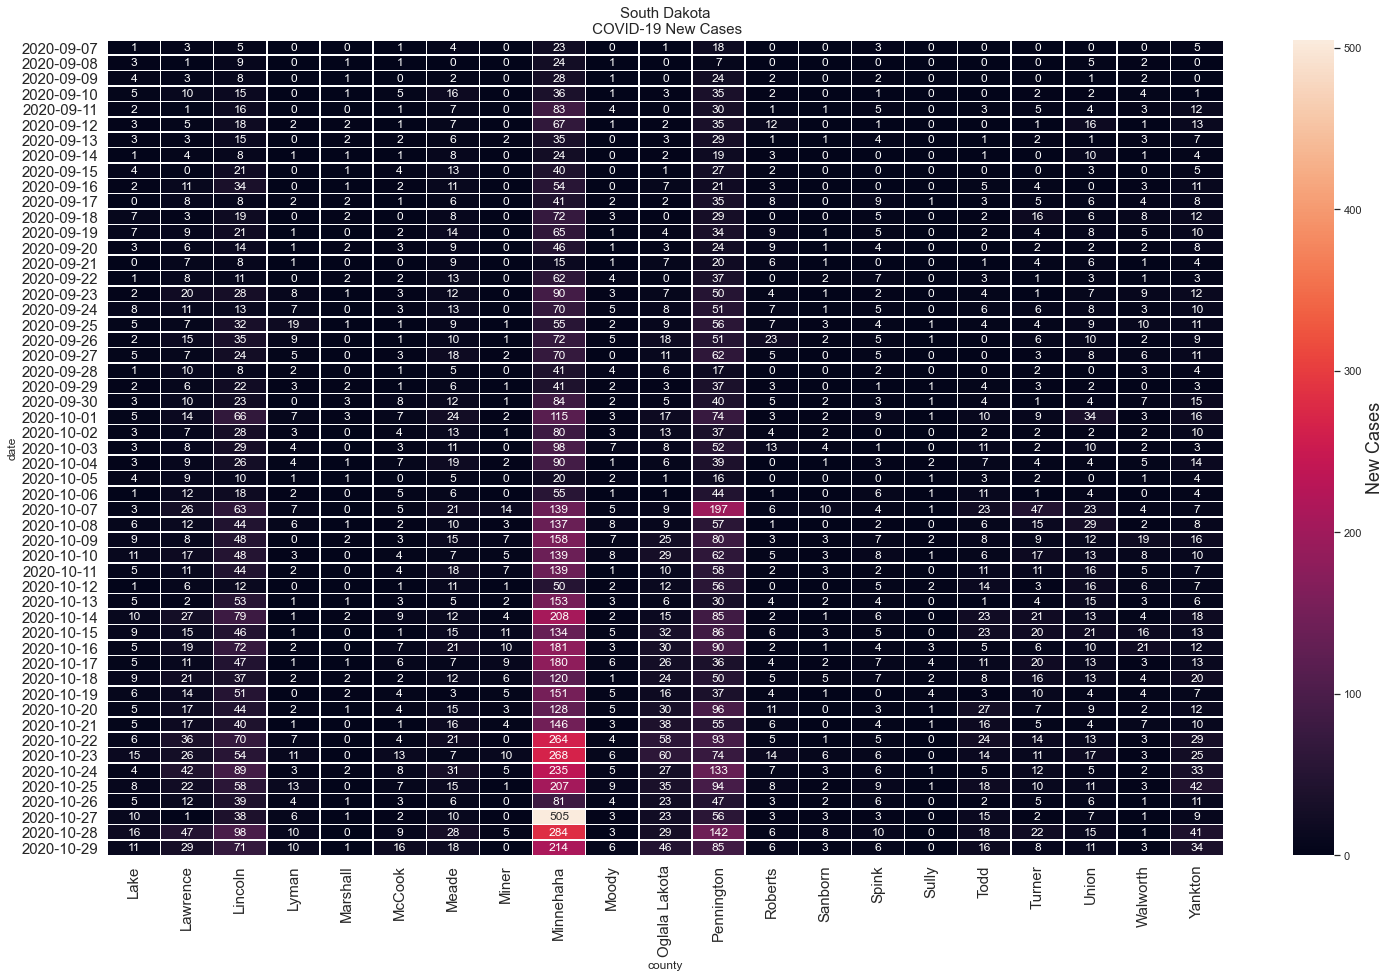 South Dakota
COVID-19 New Cases
2020-09-07 1 3 5 0 0 1 4 0 23 0 1 18 0 0 3 0 0 0 0 0 5
2020-09-08 3 1 9 0 1 1 0 0 24 1 0 7 0 0 0 0 0 0 5 2 0
2020-09-09 4 3 8 0 1 0 2 0 28 1 0 24 2 0 2 0 0 0 1 2 0
2020-09-10 5 10 15 0 1 5 16 0 36 1 3 35 2 0 1 0 0 2 2 4 1
2020-09-11 2 1 16 0 0 1 7 0 83 4 0 30 1 1 5 0 3 5 4 3 12
2020-09-12 3 5 18 2 2 1 7 0 67 1 2 35 12 0 1 0 0 1 16 1 13
2020-09-13 3 3 15 0 2 2 6 2 35 0 3 29 1 1 4 0 1 2 1 3 7
2020-09-14 1 4 8 1 1 1 8 0 24 0 2 19 3 0 0 0 1 0 10 1 4
2020-09-15 4 0 21 0 1 4 13 0 40 0 1 27 2 0 0 0 0 0 3 0 5
2020-09-16 2 11 34 0 1 2 11 0 54 0 7 21 3 0 0 0 5 4 0 3 11
2020-09-17 0 8 8 2 2 1 6 0 41 2 2 35 8 0 9 1 3 5 6 4 8
2020-09-18 7 3 19 0 2 0 8 0 72 3 0 29 0 0 5 0 2 16 6 8 12
2020-09-19 7 9 21 1 0 2 14 0 65 1 4 34 9 1 5 0 2 4 8 5 10
2020-09-20 3 6 14 1 2 3 9 0 46 1 3 24 9 1 4 0 0 2 2 2 8
2020-09-21 0 7 8 1 0 0 9 0 15 1 7 20 6 1 0 0 1 4 6 1 4
2020-09-22 1 8 11 0 2 2 13 0 62 4 0 37 0 2 7 0 3 1 3 1 3
2020-09-23 2 20 28 8 1 3 12 0 90 3 7 50 4 1 2 0 4 1 7 9 12
2020-09-24 8 11 13 7 0 3 13 0 70 5 8 51 7 1 5 0 6 6 8 3 10
2020-09-25 5 7 32 19 1 1 9 1 55 2 9 56 7 3 4 1 4 4 9 10 11
2020-09-26 2 15 35 9 0 1 10 1 72 5 18 51 23 2 5 1 0 6 10 2 9
2020-09-27 5 7 24 5 0 3 18 2 70 0 11 62 5 0 5 0 0 3 8 6 11
2020-09-28 1 10 8 2 0 1 5 0 41 4 6 17 0 0 2 0 0 2 0 3 4
2020-09-29 2 6 22 3 2 1 6 1 41 2 3 37 3 0 1 1 4 3 2 0 3
2020-09-30 3 10 23 0 3 8 12 1 84 2 5 40 5 2 3 1 4 1 4 7 15
2020-10-01 5 14 66 7 3 7 24 2 115 3 17 74 3 2 9 1 10 9 34 3 16
2020-10-02 3 7 28 3 0 4 13 1 80 3 13 37 4 2 0 0 2 2 2 2 10
2020-10-03 3 8 29 4 0 3 11 0 98 7 8 52 13 4 1 0 11 2 10 2 3
2020-10-04 3 9 26 4 1 7 19 2 90 1 6 39 0 1 3 2 7 4 4 5 14
2020-10-05 4 9 10 1 1 0 5 0 20 2 1 16 0 0 0 1 3 2 0 1 4
2020-10-06 1 12 18 2 0 5 6 0 55 1 1 44 1 0 6 1 11 1 4 0 4
2020-10-07 3 26 63 7 0 5 21 14 139 5 9 197 6 10 4 1 23 47 23 4 7
2020-10-08 6 12 44 6 1 2 10 3 137 8 9 57 1 0 2 0 6 15 29 2 8
2020-10-09 9 8 48 0 2 3 15 7 158 7 25 80 3 3 7 2 8 9 12 19 16
2020-10-10 11 17 48 3 0 4 7 5 139 8 29 62 5 3 8 1 6 17 13 8 10
2020-10-11 5 11 44 2 0 4 18 7 139 1 10 58 2 3 2 0 11 11 16 5 7
2020-10-12 1 6 12 0 0 1 11 1 50 2 12 56 0 0 5 2 14 3 16 6 7
2020-10-13 5 2 53 1 1 3 5 2 153 3 6 30 4 2 4 0 1 4 15 3 6
2020-10-14 10 27 79 1 2 9 12 4 208 2 15 85 2 1 6 0 23 21 13 4 18
2020-10-15 9 15 46 1 0 1 15 11 134 5 32 86 6 3 5 0 23 20 21 16 13
2020-10-16 5 19 72 2 0 7 21 10 181 3 30 90 2 1 4 3 5 6 10 21 12
2020-10-17 5 11 47 1 1 6 7 9 180 6 26 36 4 2 7 4 11 20 13 3 13
2020-10-18 9 21 37 2 2 2 12 6 120 1 24 50 5 5 7 2 8 16 13 4 20
2020-10-19 6 14 51 0 2 4 3 5 151 5 16 37 4 1 0 4 3 10 4 4 7
2020-10-20 5 17 44 2 1 4 15 3 128 5 30 96 11 0 3 1 27 7 9 2 12
2020-10-21 5 17 40 1 0 1 16 4 146 3 38 55 6 0 4 1 16 5 4 7 10
2020-10-22 6 36 70 7 0 4 21 0 264 4 58 93 5 1 5 0 24 14 13 3 29
2020-10-23 15 26 54 11 0 13 7 10 268 6 60 74 14 6 6 0 14 11 17 3 25
2020-10-24 4 42 89 3 2 8 31 5 235 5 27 133 7 3 6 1 5 12 5 2 33
2020-10-25 8 22 58 13 0 7 15 1 207 9 35 94 8 2 9 1 18 10 11 3 42
2020-10-26 5 12 39 4 1 3 6 0 81 4 23 47 3 2 6 0 2 5 6 1 11
2020-10-27 10 1 38 6 1 2 10 0 505 3 23 56 3 3 3 0 15 2 7 1 9
2020-10-28 16 47 98 10 0 9 28 5 284 3 29 142 6 8 10 0 18 22 15 1 41
2020-10-29 11 29 71 10 1 16 18 0 214 6 46 85 6 3 6 0 16 8 11 3 34
date
Lake Lawrence Lincoln Lyman Marshall McCook Meade Miner Minnehaha Moody Oglala Lakota Pennington Roberts Sanborn Spink Sully Todd Turner Union Walworth Yankton
county
500
400
300
200
100
0
New Cases